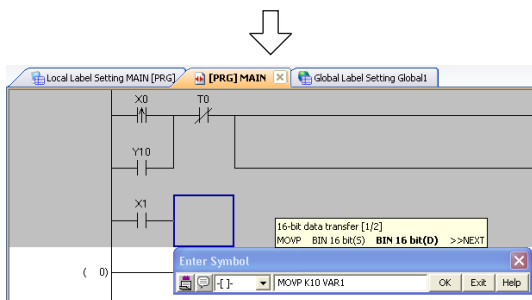 Local Label Setting MAIN [PRG]
[PRG] MAIN
Global Label Setting Global1
X0 T0
Y10
X1
16-bit data transfer [1/2]
MOVP BIN 16 bit(S) BIN 16 bit(D) >>NEXT
Enter Symbol
( 0)
-[ ]- MOVP K10 VAR1 OK Exit Help